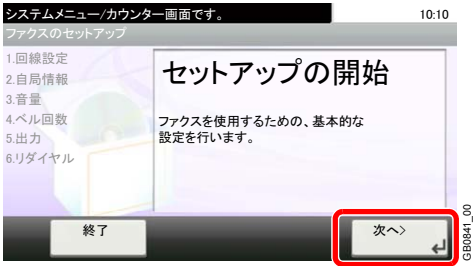 システムメニュー/カウンター画面です。
10:10
ファクスのセットアップ
1.回線設定
2.自局情報
3.音量
4.ベル回数
5.出力
6.リダイヤル
セットアップの開始
ファクスを使用するための、基本的な
設定を行います。
終了
次へ>
GB0841_00